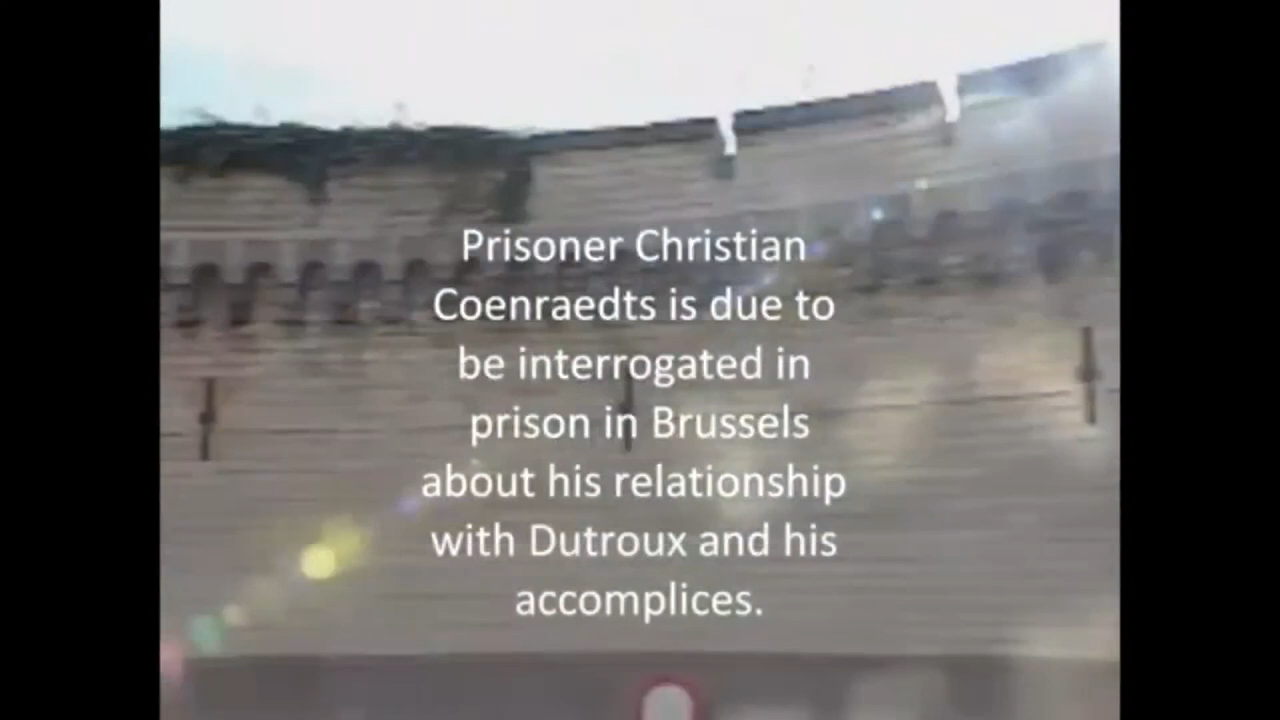 Prisoner Christian
Coenraedts is due to
be interrogated in
prison in Brussels
about his relationship
with Dutroux and his
accomplices.